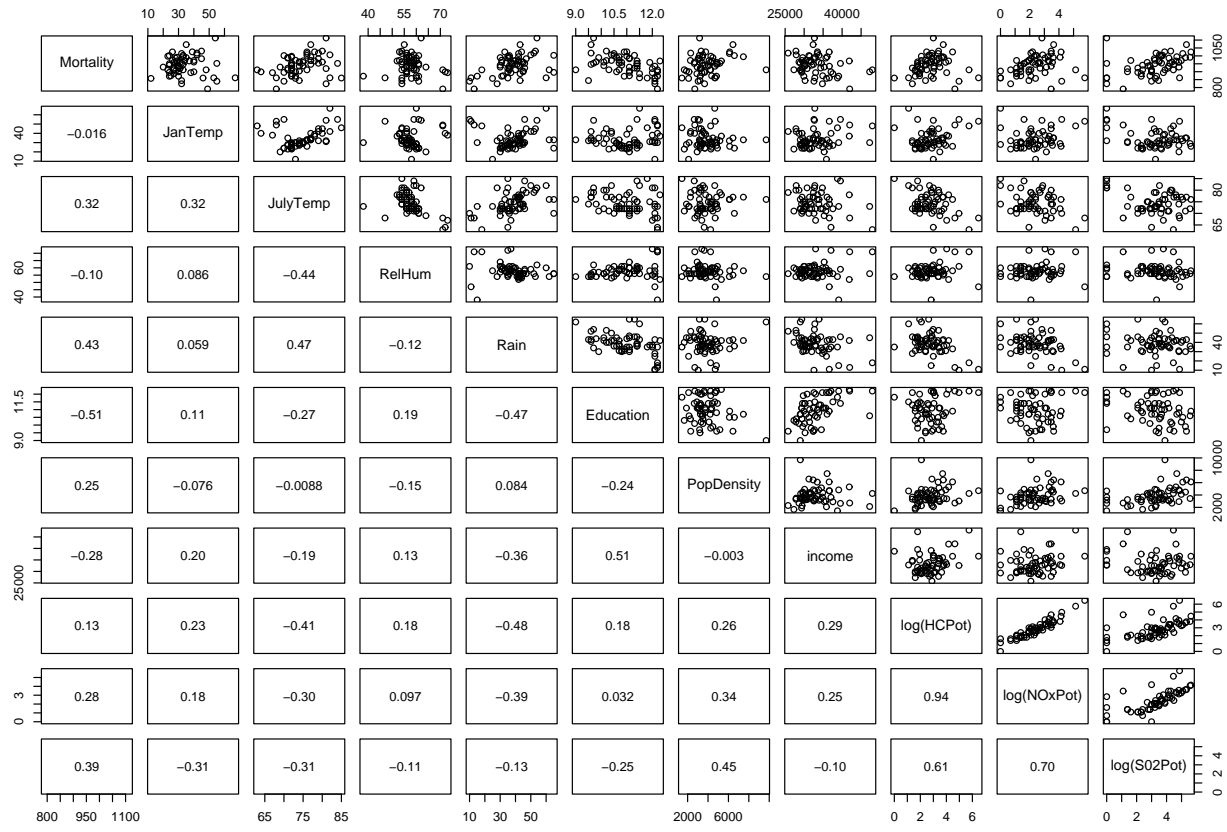 10 30 50 40 55 70 9.0 10.5 12.0 25000 40000 0 2 4
Mortality 800 1050
-0.016 JanTemp 10 40
0.32 0.32 JulyTemp 65 80
-0.10 0.086 -0.44 RelHum 40 60
0.43 0.059 0.47 -0.12 Rain 10 40
-0.51 0.11 -0.27 0.19 -0.47 Education 9.0 11.5
0.25 -0.076 -0.0088 -0.15 0.084 -0.24 PopDensity 2000 10000
-0.28 0.20 -0.19 0.13 -0.36 0.51 -0.003 income 25000
0.13 0.23 -0.41 0.18 -0.48 0.18 0.26 0.29 log(HCPot) 0 3 6
0.28 0.18 -0.30 0.097 -0.39 0.032 0.34 0.25 0.94 log(NOxPot) 0 3
0.39 -0.31 -0.31 -0.11 -0.13 -0.25 0.45 -0.10 0.61 0.70 log(S02Pot) 0 2 4
800 950 1100 65 75 85 10 30 50 2000 6000 0 2 4 6 0 2 4